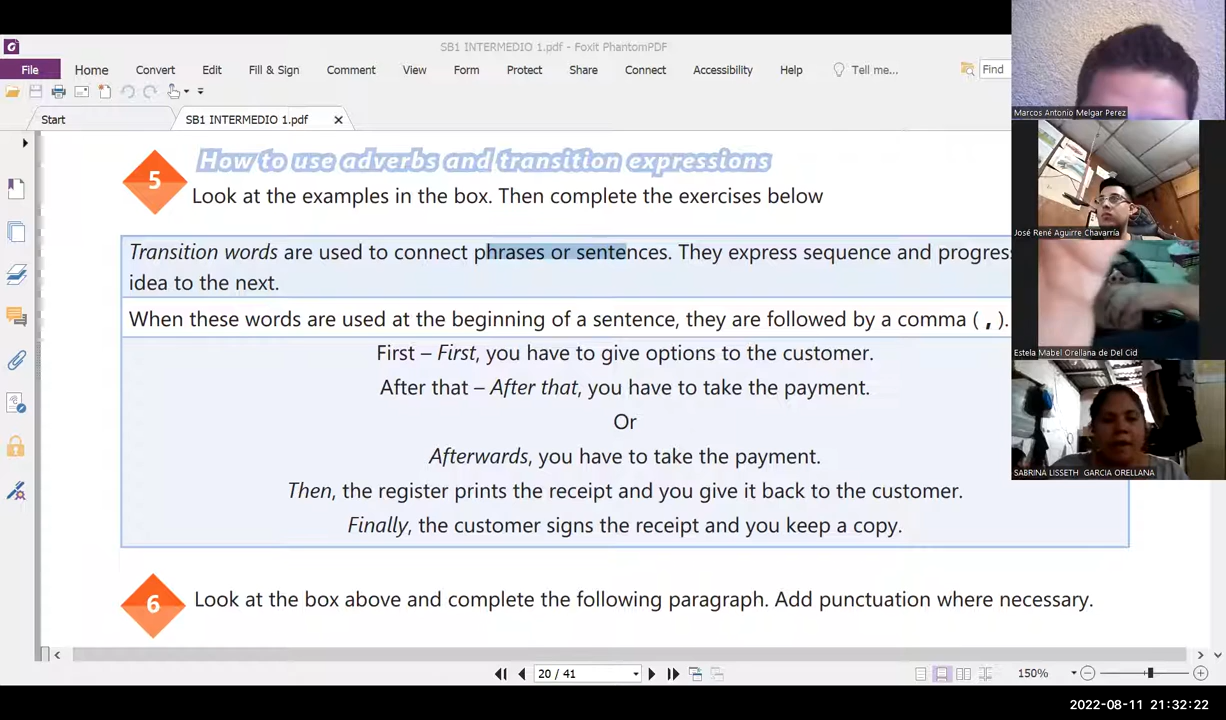 SB1 INTERMEDIO 1.pdf - Foxit PhantomPDF
File Home Convert Edit Fill & Sign Comment View Form Protect Share Connect Accessibility Help Tell me... Find
Start SB1 INTERMEDIO 1.pdf
5 How to use adverbs and transition expressions
Look at the examples in the box. Then complete the exercises below
Transition words are used to connect phrases or sentences. They express sequence and progress
idea to the next.
When these words are used at the beginning of a sentence, they are followed by a comma ( , ).
First – First, you have to give options to the customer.
After that – After that, you have to take the payment.
Or
Afterwards, you have to take the payment.
Then, the register prints the receipt and you give it back to the customer.
Finally, the customer signs the receipt and you keep a copy.
6 Look at the box above and complete the following paragraph. Add punctuation where necessary.
20 / 41
150%
Marcos Antonio Melgar Perez
José René Aguirre Chavarría
Estela Mabel Orellana de Del Cid
SABRINA LISSETH GARCIA ORELLANA
2022-08-11 21:32:22